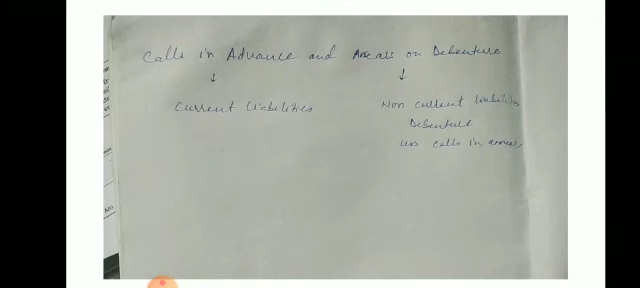 Calls in Advance and Arrears on Debenture
↓ ↓
Current liabilities Non current liabilities
Debenture
less calls in arrears